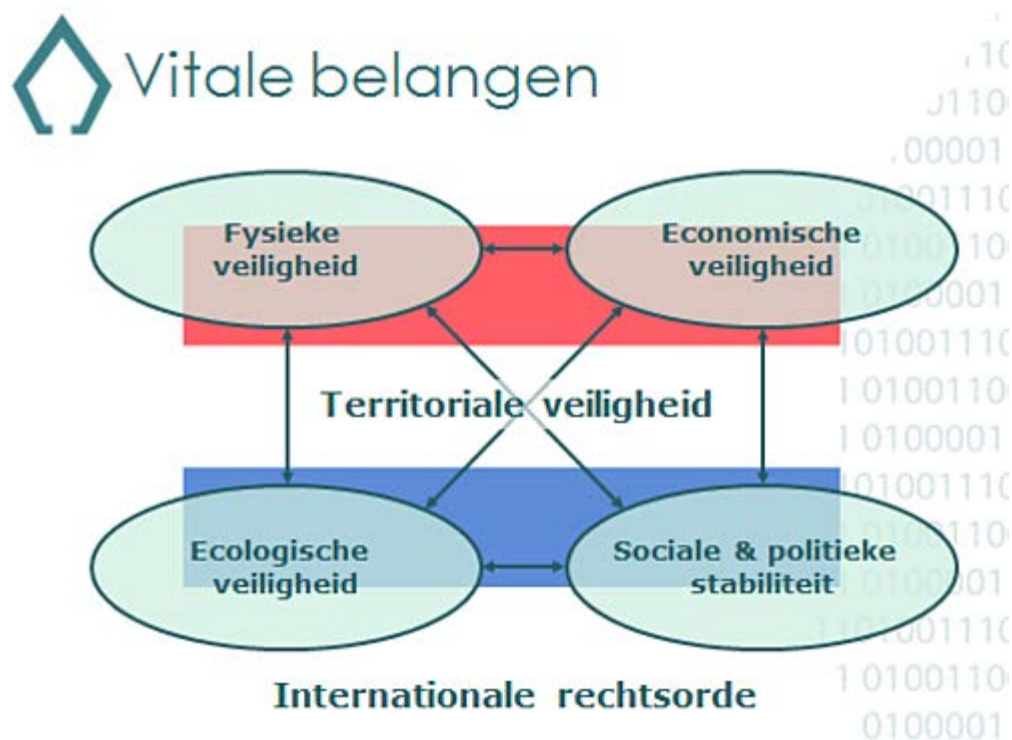 Vitale belangen
Fysieke
veiligheid
Economische
veiligheid
Territoriale veiligheid
Ecologische
veiligheid
Sociale & politieke
stabiliteit
Internationale rechtsorde